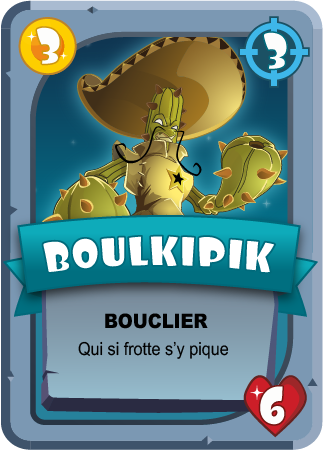 3
3
BOULKIPIK
BOUCLIER
Qui si frotte s'y pique
6